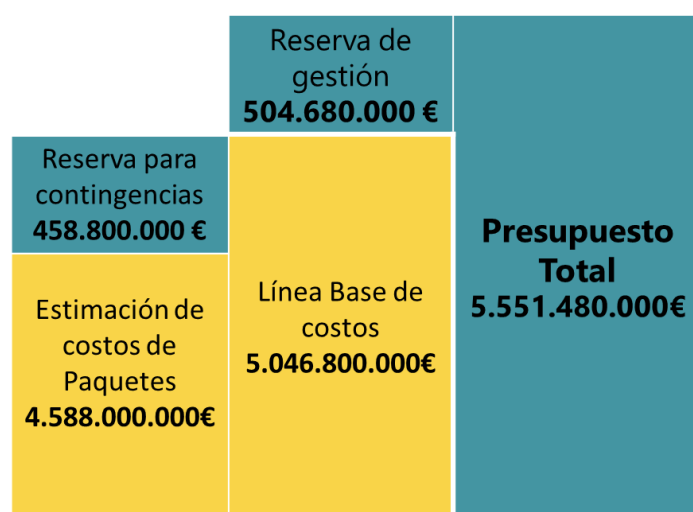 Reserva de
gestión
504.680.000 €
Reserva para
contingencias
458.800.000 €
Estimación de
costos de
Paquetes
4.588.000.000€
Línea Base de
costos
5.046.800.000€
Presupuesto
Total
5.551.480.000€